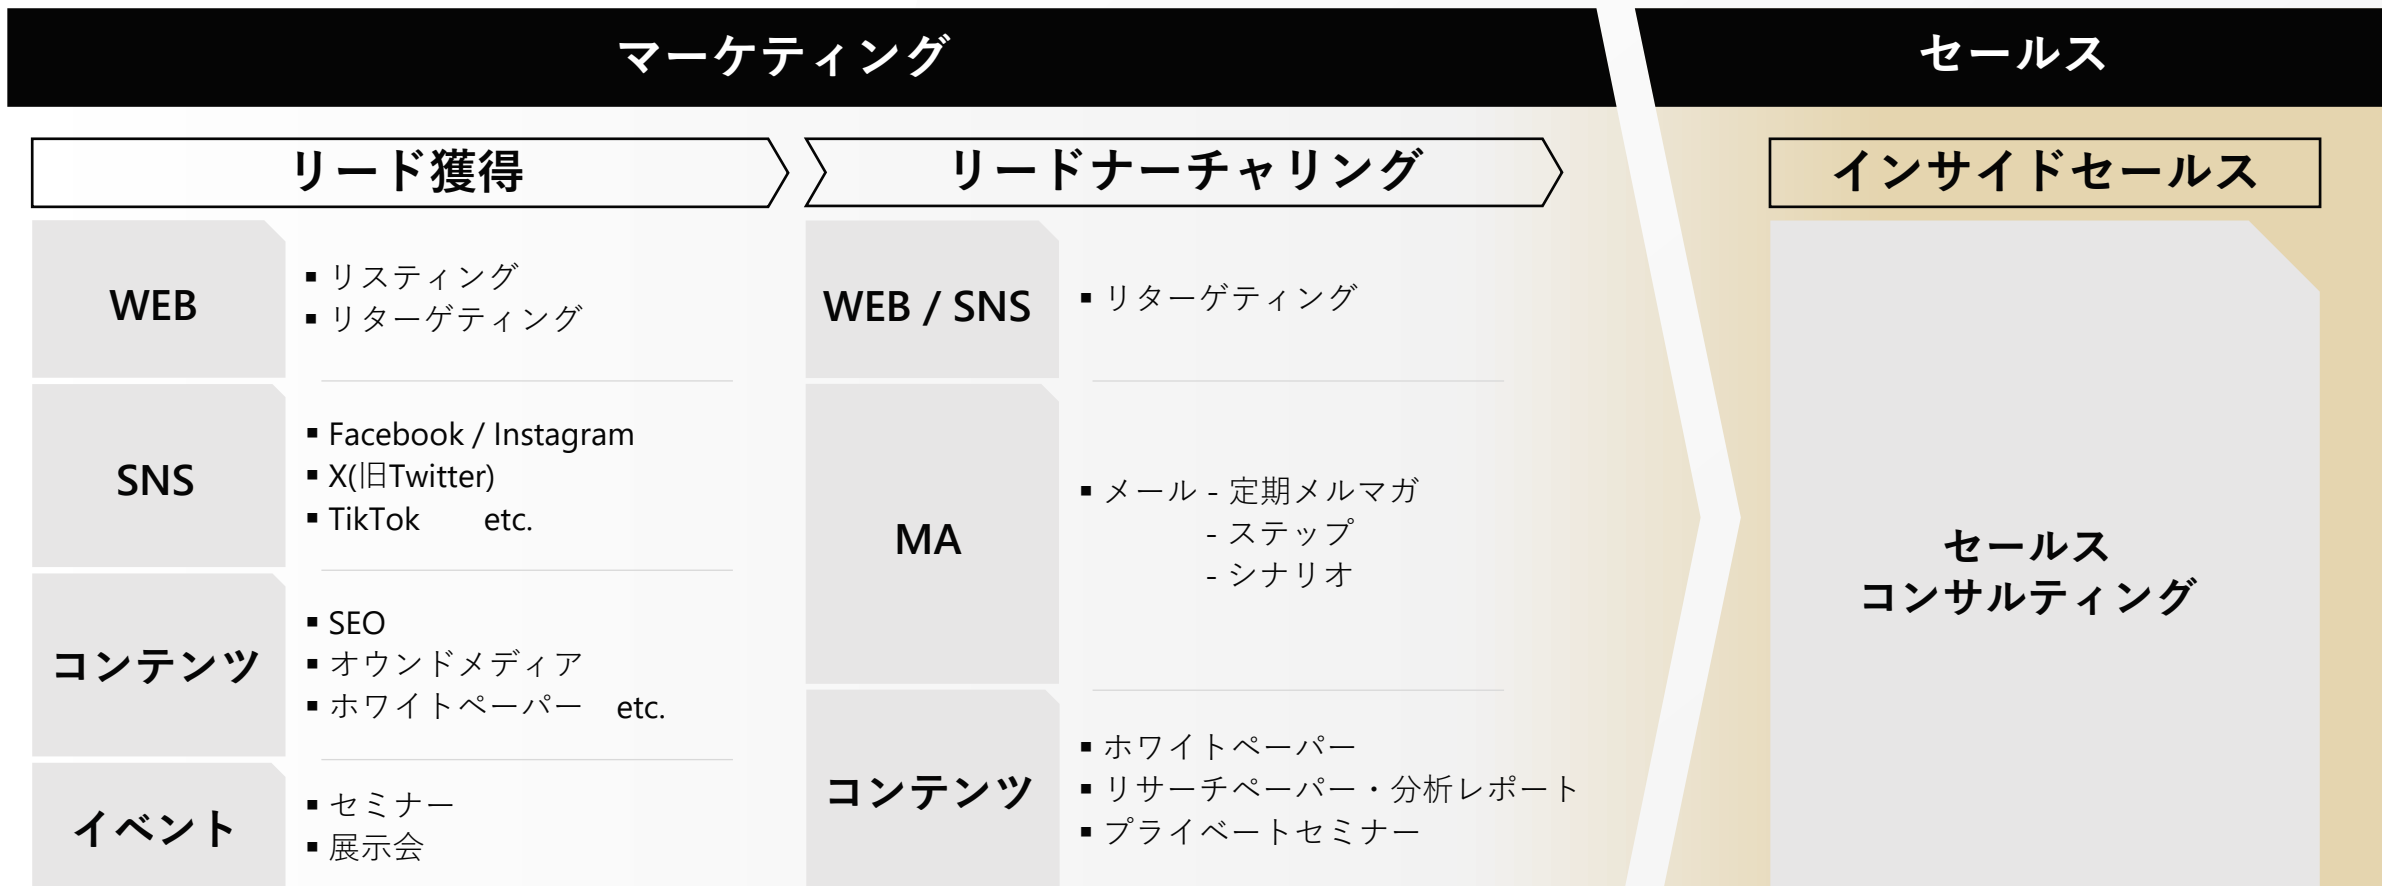 マーケティング
セールス
リード獲得
WEB
▪ リスティング
▪ リターゲティング
SNS
▪ Facebook / Instagram
▪ X(旧Twitter)
▪ TikTok etc.
コンテンツ
▪ SEO
▪ オウンドメディア
▪ ホワイトペーパー etc.
イベント
▪ セミナー
▪ 展示会
リードナーチャリング
WEB / SNS
▪ リターゲティング
MA
▪ メール - 定期メルマガ
- ステップ
- シナリオ
コンテンツ
▪ ホワイトペーパー
▪ リサーチペーパー・分析レポート
▪ プライベートセミナー
インサイドセールス
セールス
コンサルティング